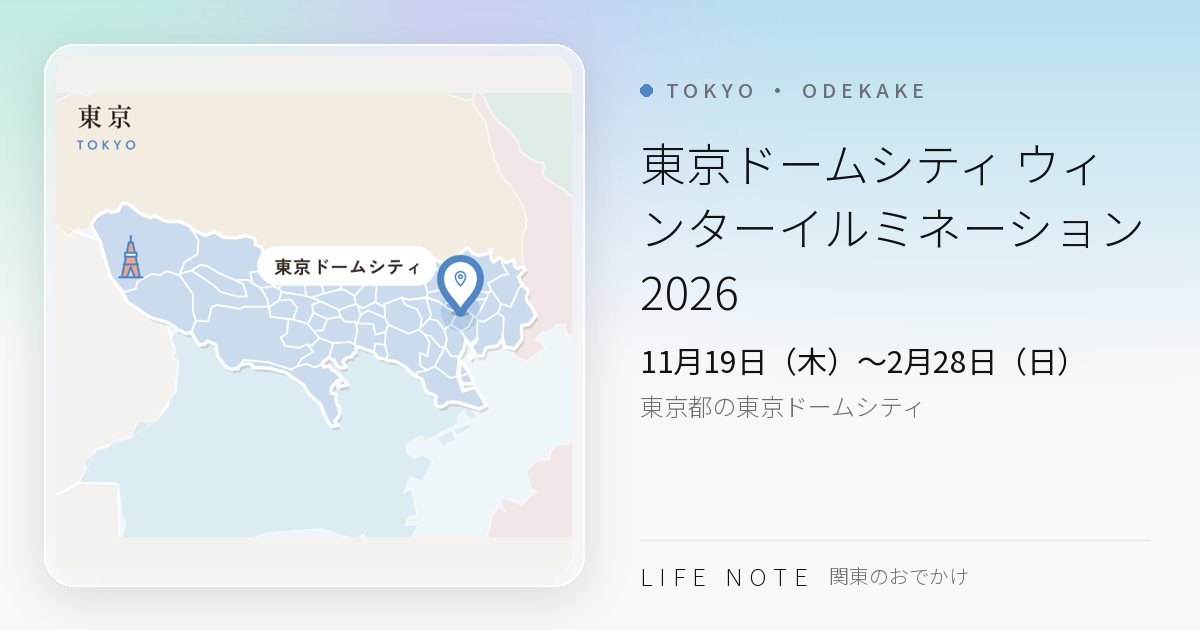 東京
TOKYO
東京ドームシティ
TOKYO • ODEKAKE
東京ドームシティ ウィ
ンターイルミネーション
2026
11月19日（木）〜2月28日（日）
東京都の東京ドームシティ
LIFE NOTE 関東のおでかけ